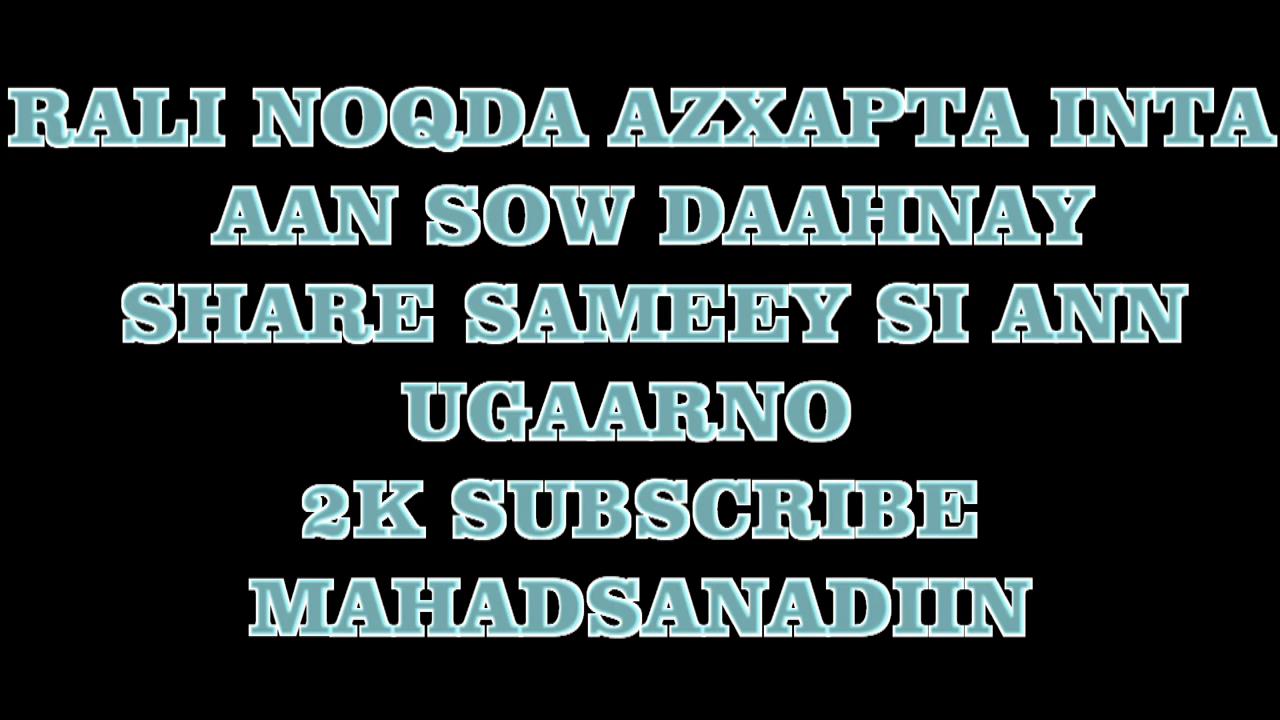 RALI NOQDA AZXAPTA INTA
AAN SOW DAAHNAY
SHARE SAMEEY SI ANN
UGAARNO
2K SUBSCRIBE
MAHADSANADIIN